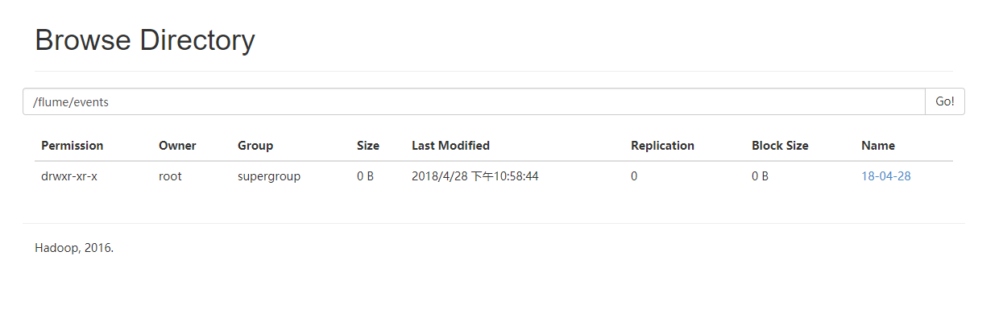 Browse Directory
/flume/events Go!
Permission Owner Group Size Last Modified Replication Block Size Name
drwxr-xr-x root supergroup 0 B 2018/4/28 下午10:58:44 0 0 B 18-04-28
Hadoop, 2016.